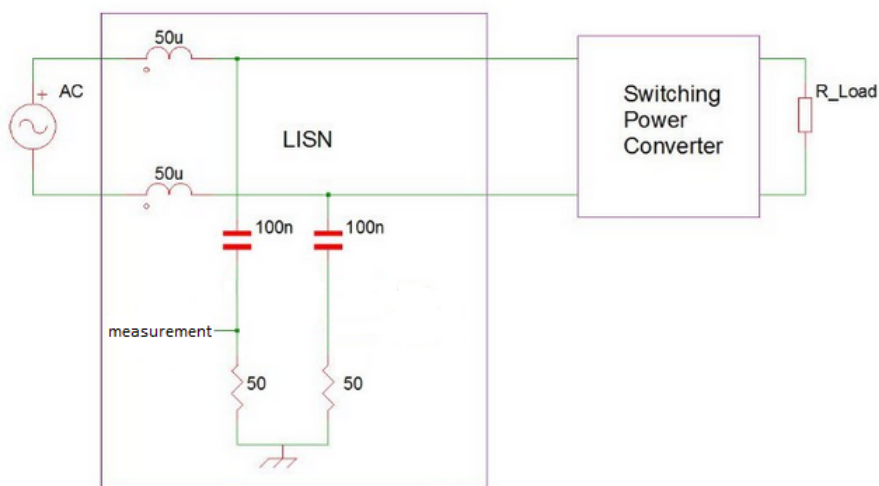 50u
+
AC
R_Load
Switching
Power
Converter
LISN
50u
100n
100n
measurement
50
50